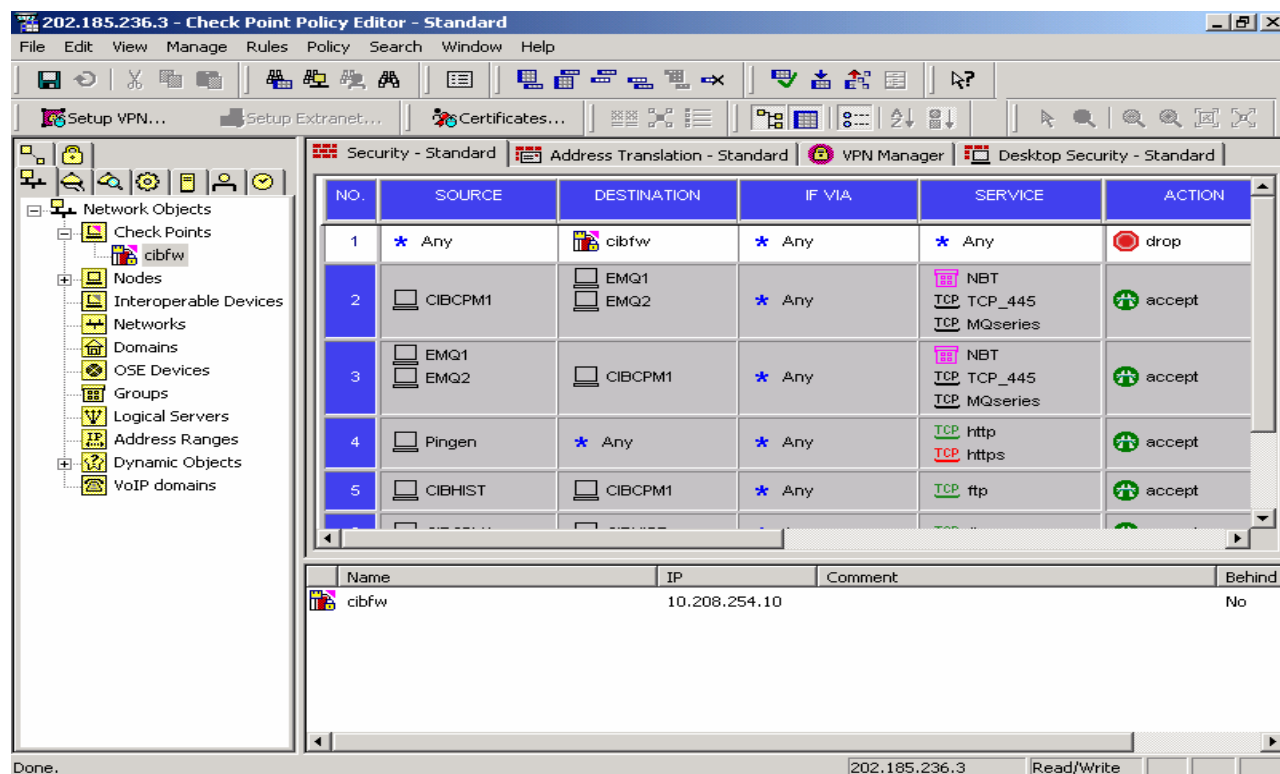 202.185.236.3 - Check Point Policy Editor - Standard
File Edit View Manage Rules Policy Search Window Help
Setup VPN... Setup Extranet... Certificates...
Security - Standard Address Translation - Standard VPN Manager Desktop Security - Standard
Network Objects
Check Points
cibfw
Nodes
Interoperable Devices
Networks
Domains
OSE Devices
Groups
Logical Servers
Address Ranges
Dynamic Objects
VoIP domains
NO. SOURCE DESTINATION IF VIA SERVICE ACTION
1 * Any cibfw * Any * Any drop
2 CIBCPM1 EMQ1 EMQ2 * Any NBT TCP TCP_445 TCP MQseries accept
3 EMQ1 EMQ2 CIBCPM1 * Any NBT TCP TCP_445 TCP MQseries accept
4 Pingen * Any * Any TCP http TCP https accept
5 CIBHIST CIBCPM1 * Any TCP ftp accept
Name IP Comment Behind
cibfw 10.208.254.10 No
Done. 202.185.236.3 Read/Write